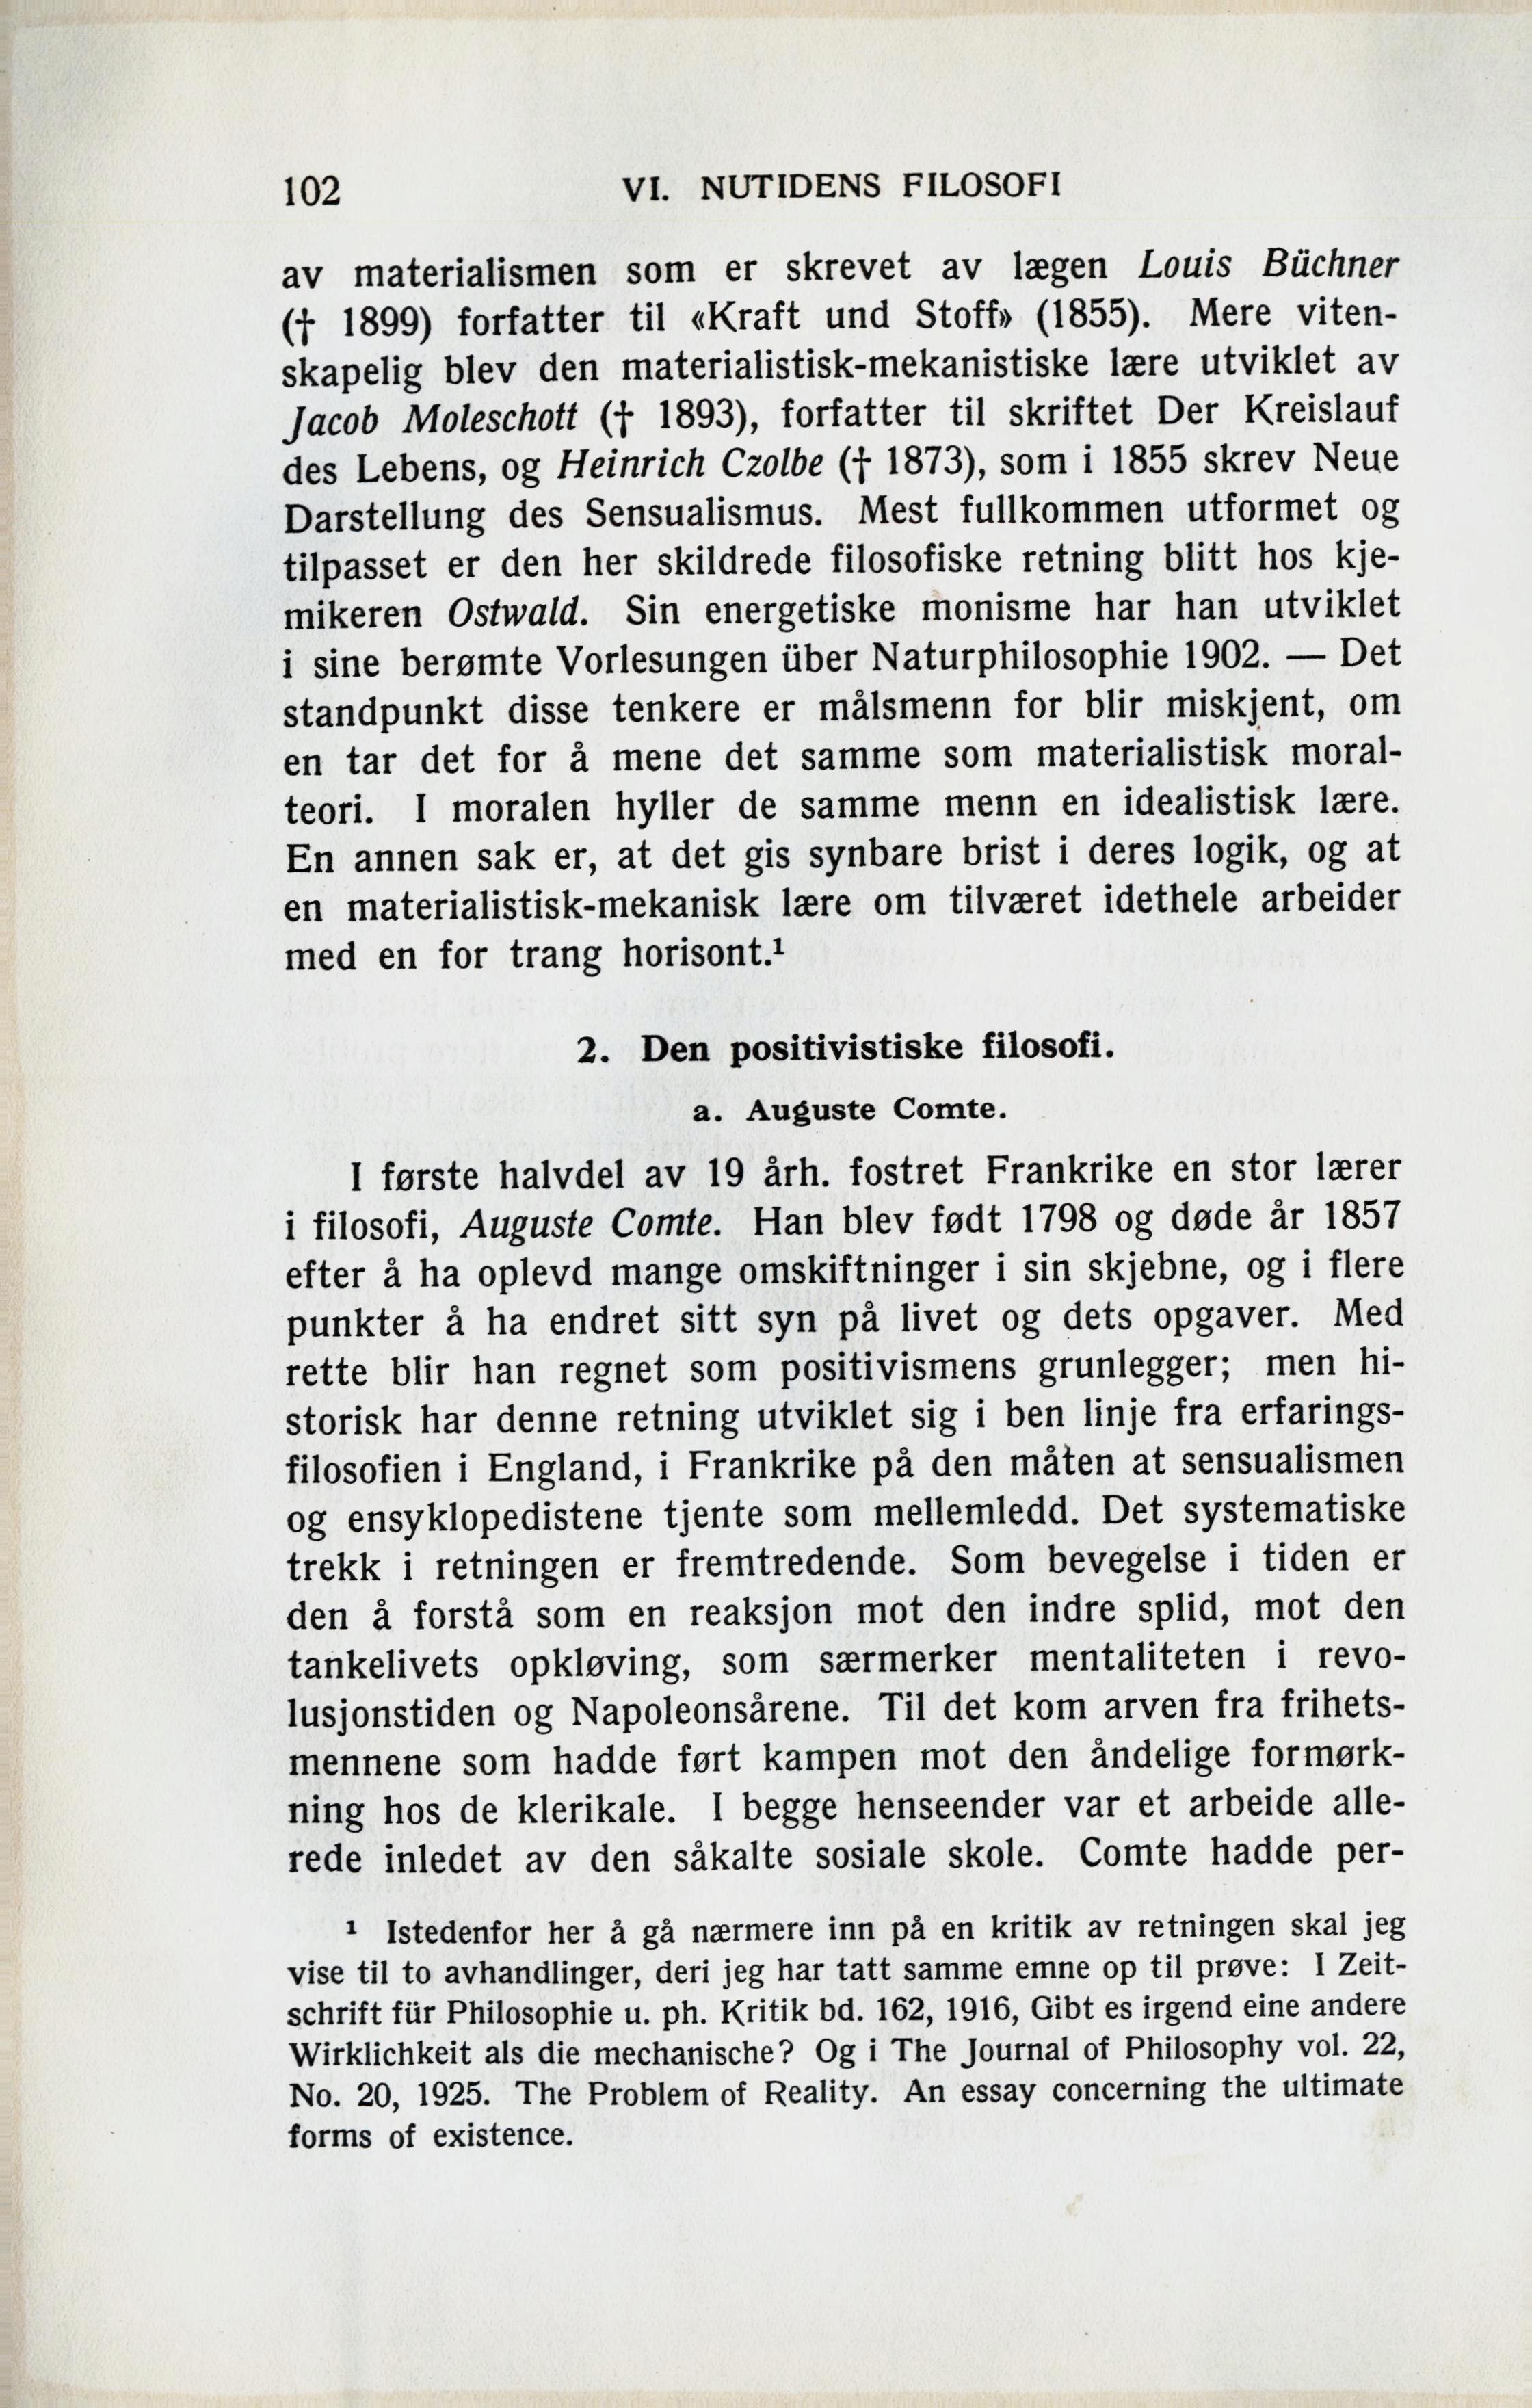 102 VI. NUTIDENS FILOSOFI
av materialismen som er skrevet av lægen Louis Büchner
(† 1899) forfatter til «Kraft und Stoff» (1855). Mere viten-
skapelig blev den materialistisk-mekanistiske lære utviklet av
Jacob Moleschott († 1893), forfatter til skriftet Der Kreislauf
des Lebens, og Heinrich Czolbe († 1873), som i 1855 skrev Neue
Darstellung des Sensualismus. Mest fullkommen utformet og
tilpasset er den her skildrede filosofiske retning blitt hos kje-
mikeren Ostwald. Sin energetiske monisme har han utviklet
i sine berømte Vorlesungen über Naturphilosophie 1902. — Det
standpunkt disse tenkere er målsmenn for blir miskjent, om
en tar det for å mene det samme som materialistisk moral-
teori. I moralen hyller de samme menn en idealistisk lære.
En annen sak er, at det gis synbare brist i deres logik, og at
en materialistisk-mekanisk lære om tilværet idethele arbeider
med en for trang horisont.¹
2. Den positivistiske filosofi.
a. Auguste Comte.
I første halvdel av 19 årh. fostret Frankrike en stor lærer
i filosofi, Auguste Comte. Han blev født 1798 og døde år 1857
efter å ha oplevd mange omskiftninger i sin skjebne, og i flere
punkter å ha endret sitt syn på livet og dets opgaver. Med
rette blir han regnet som positivismens grunlegger; men hi-
storisk har denne retning utviklet sig i ben linje fra erfarings-
filosofien i England, i Frankrike på den måten at sensualismen
og ensyklopedistene tjente som mellemledd. Det systematiske
trekk i retningen er fremtredende. Som bevegelse i tiden er
den å forstå som en reaksjon mot den indre splid, mot den
tankelivets opkløving, som særmerker mentaliteten i revo-
lusjonstiden og Napoleonsårene. Til det kom arven fra frihets-
mennene som hadde ført kampen mot den åndelige formørk-
ning hos de klerikale. I begge henseender var et arbeide alle-
rede inledet av den såkalte sosiale skole. Comte hadde per-
¹ Istedenfor her å gå nærmere inn på en kritik av retningen skal jeg
vise til to avhandlinger, deri jeg har tatt samme emne op til prøve: I Zeit-
schrift für Philosophie u. ph. Kritik bd. 162, 1916, Gibt es irgend eine andere
Wirklichkeit als die mechanische? Og i The Journal of Philosophy vol. 22,
No. 20, 1925. The Problem of Reality. An essay concerning the ultimate
forms of existence.